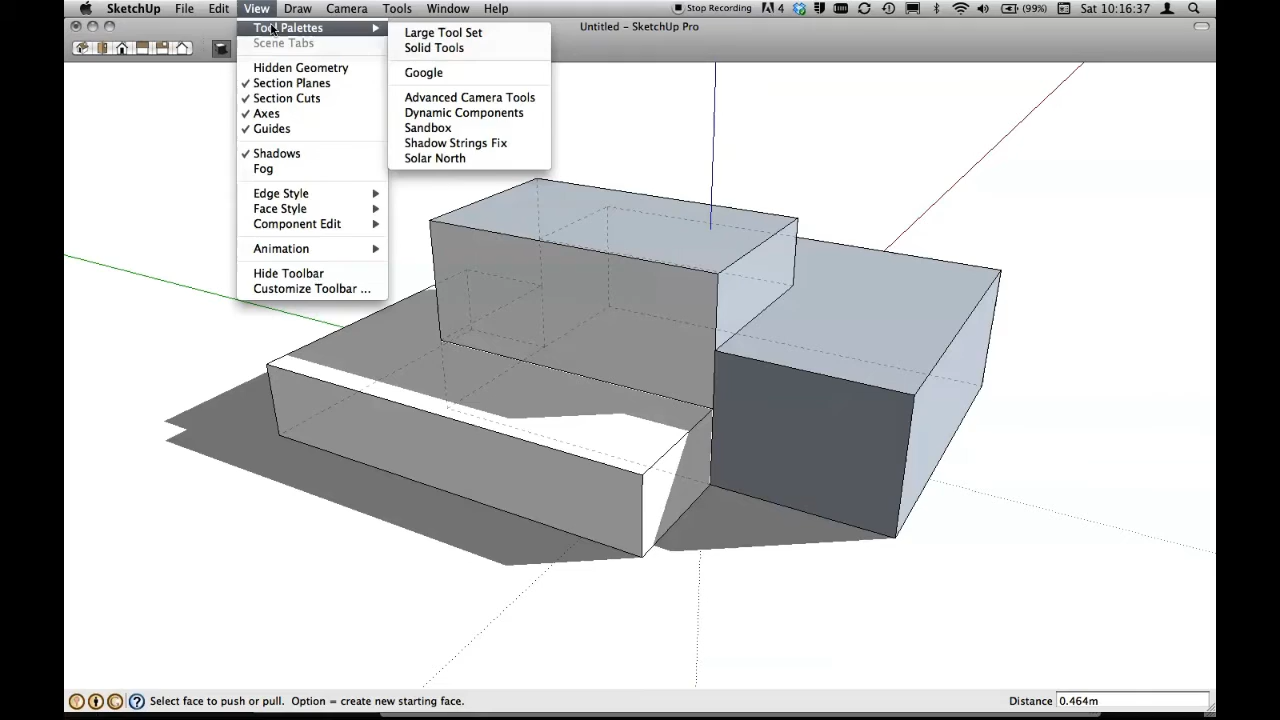 SketchUp File Edit View Draw Camera Tools Window Help Stop Recording 4 (99%) So 10:16:37
Untitled - SketchUp Pro
Tool Palettes
Scene Tabs
Hidden Geometry
Section Planes
Section Cuts
Axes
Guides
Shadows
Fog
Edge Style
Face Style
Component Edit
Animation
Hide Toolbar
Customize Toolbar ...
Large Tool Set
Solid Tools
Google
Advanced Camera Tools
Dynamic Components
Sandbox
Shadow Strings Fix
Solar North
Select face to push or pull. Option = create new starting face. Distance 0.464m